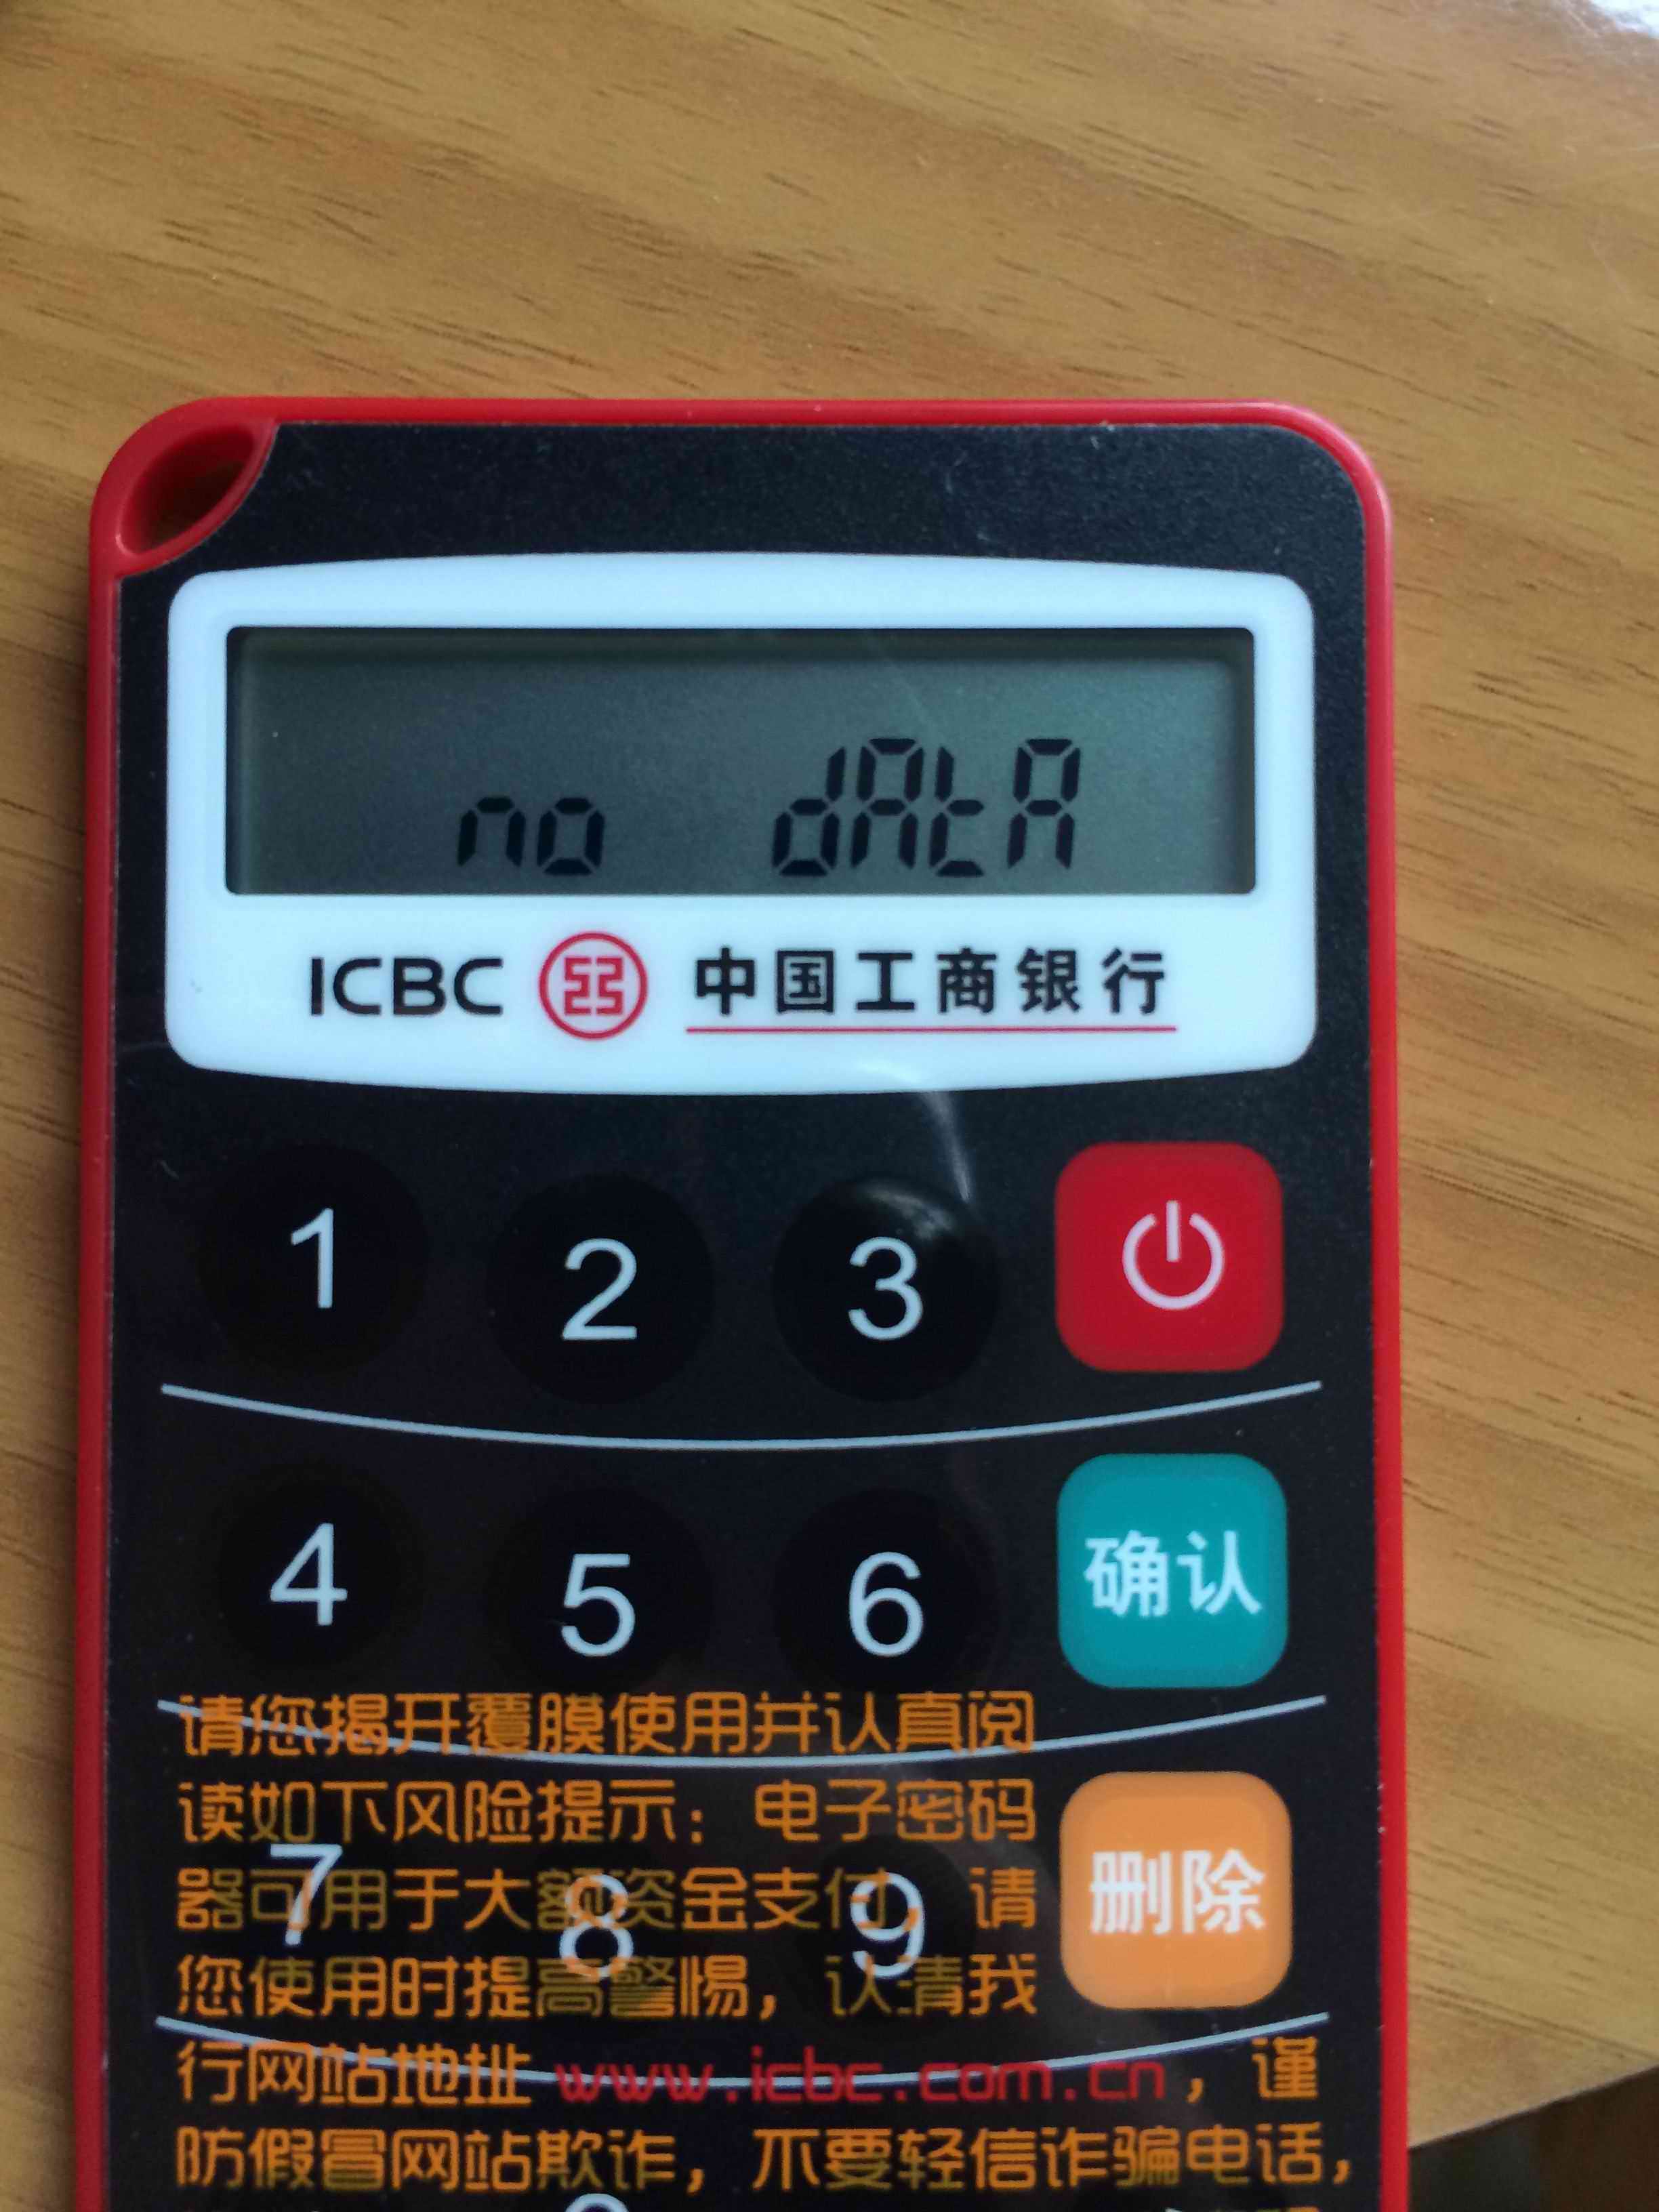 no dAtA
ICBC 中国工商银行
1 2 3
4 5 6 确认
请您揭开覆膜使用并认真阅
读如下风险提示：电子密码
器可用于大额资金支付，请
7 8 9 删除
您使用时提高警惕，认清我
行网站地址www.icbc.com.cn，谨
防假冒网站欺诈，不要轻信诈骗电话，